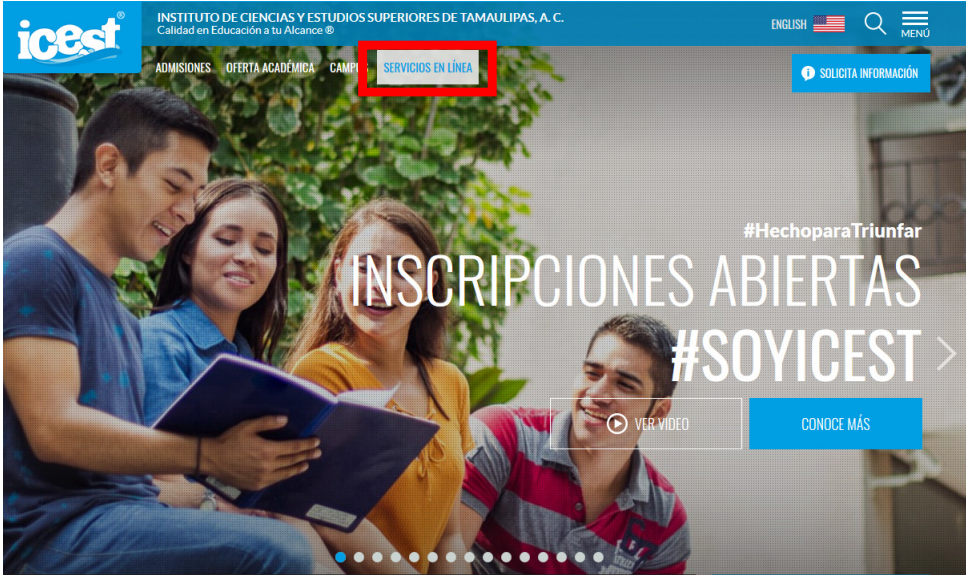 icest®
INSTITUTO DE CIENCIAS Y ESTUDIOS SUPERIORES DE TAMAULIPAS, A. C.
Calidad en Educación a tu Alcance ®
ENGLISH
MENÚ
ADMISIONES OFERTA ACADÉMICA SERVICIOS EN LÍNEA
SOLICITA INFORMACIÓN
#HechoparaTriunfar
INSCRIPCIONES ABIERTAS
#SOYICEST
VER VIDEO
CONOCE MÁS